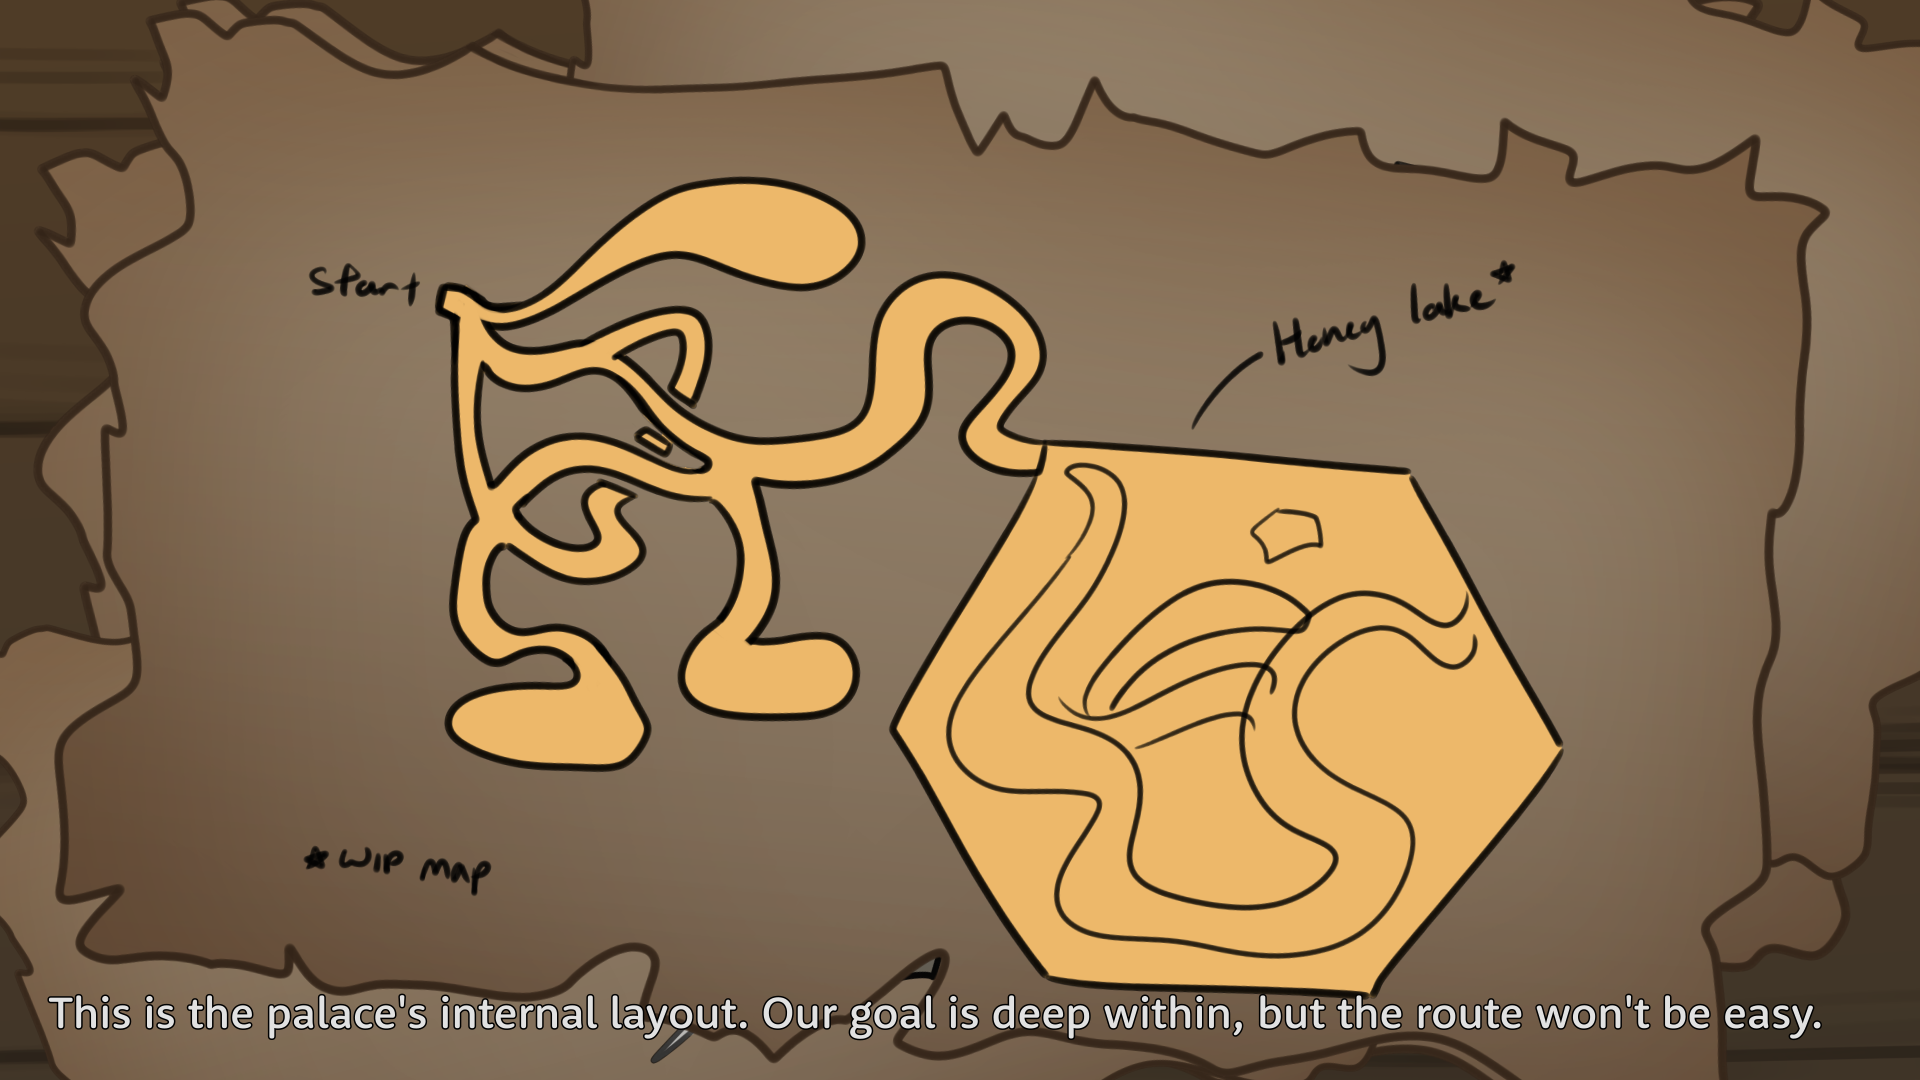 Start
Honey lake*
*WIP map
This is the palace's internal layout. Our goal is deep within, but the route won't be easy.